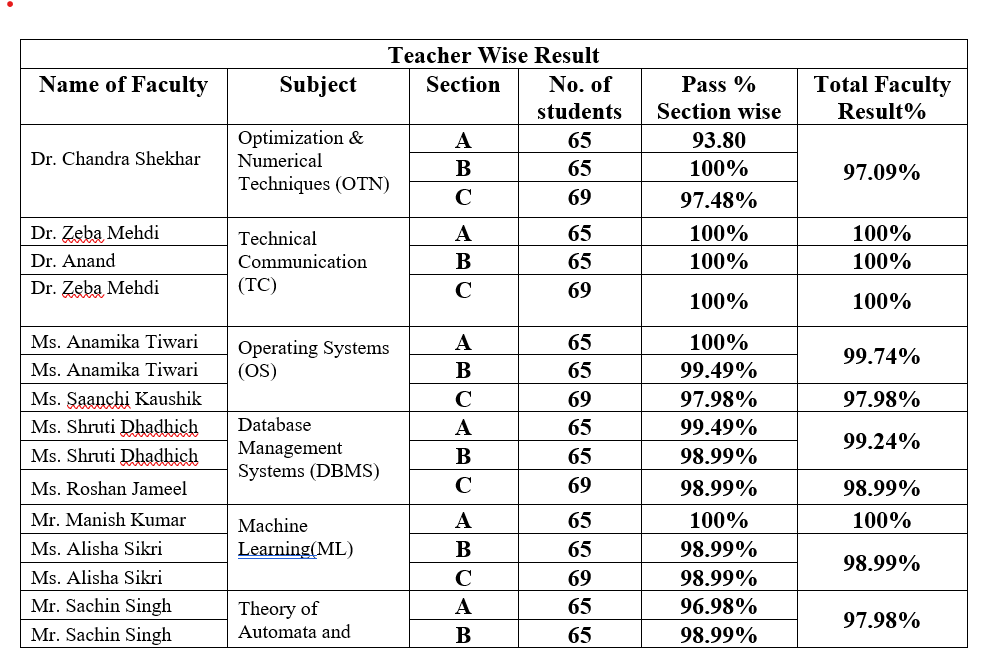 Teacher Wise Result
Name of Faculty Subject Section No. of students Pass % Section wise Total Faculty Result%
Dr. Chandra Shekhar Optimization & Numerical Techniques (OTN) A 65 93.80 97.09%
B 65 100%
C 69 97.48%
Dr. Zeba Mehdi Technical Communication (TC) A 65 100% 100%
Dr. Anand B 65 100% 100%
Dr. Zeba Mehdi C 69 100% 100%
Ms. Anamika Tiwari Operating Systems (OS) A 65 100% 99.74%
Ms. Anamika Tiwari B 65 99.49%
Ms. Saanchi Kaushik C 69 97.98% 97.98%
Ms. Shruti Dhadhich Database Management Systems (DBMS) A 65 99.49% 99.24%
Ms. Shruti Dhadhich B 65 98.99%
Ms. Roshan Jameel C 69 98.99% 98.99%
Mr. Manish Kumar Machine Learning(ML) A 65 100% 100%
Ms. Alisha Sikri B 65 98.99% 98.99%
Ms. Alisha Sikri C 69 98.99%
Mr. Sachin Singh Theory of Automata and A 65 96.98% 97.98%
Mr. Sachin Singh B 65 98.99%